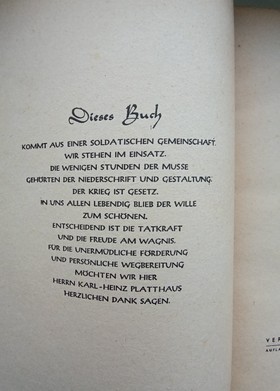 Dieses Buch
KOMMT AUS EINER SOLDATISCHEN GEMEINSCHAFT.
WIR STEHEN IM EINSATZ.
DIE WENIGEN STUNDEN DER MUSSE
GEHÖRTEN DER NIEDERSCHRIFT UND GESTALTUNG.
DER KRIEG IST GESETZ.
IN UNS ALLEN LEBENDIG BLIEB DER WILLE
ZUM SCHÖNEN.
ENTSCHEIDEND IST DIE TATKRAFT
UND DIE FREUDE AM WAGNIS.
FÜR DIE UNERMÜDLICHE FÖRDERUNG
UND PERSÖNLICHE WEGBEREITUNG
MÖCHTEN WIR HIER
HERRN KARL-HEINZ PLATTHAUS
HERZLICHEN DANK SAGEN.
VER